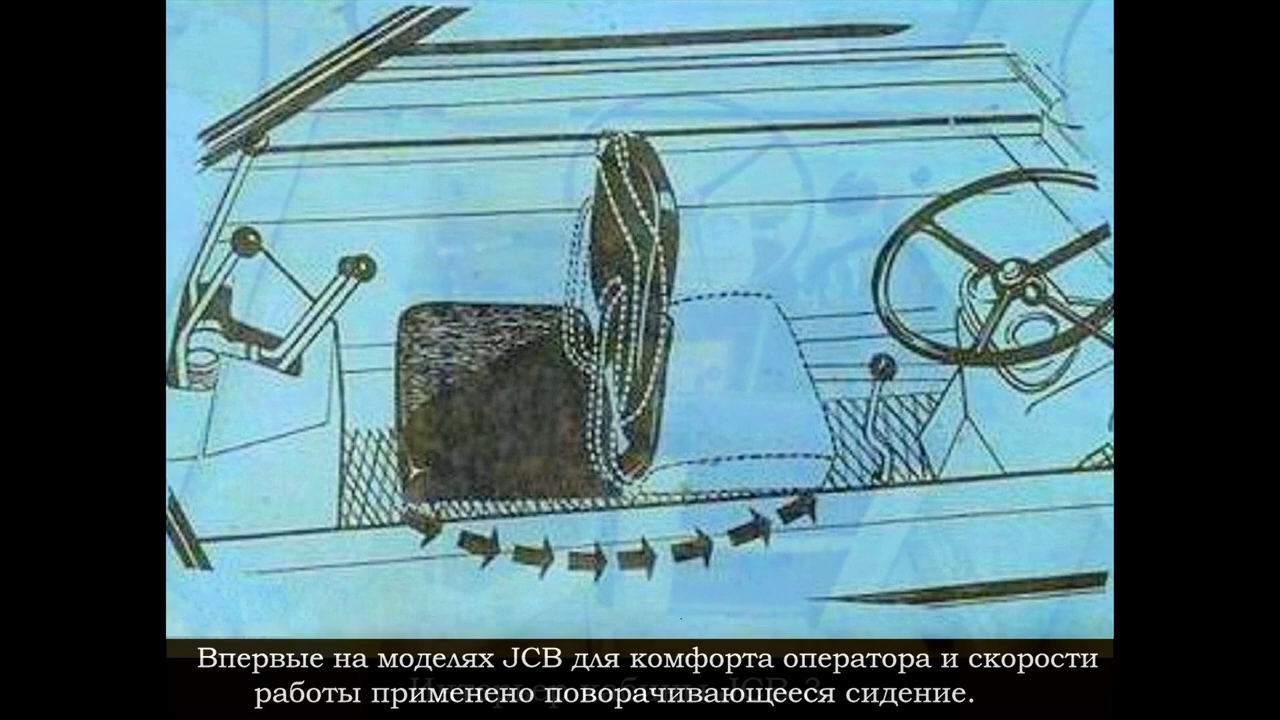 Впервые на моделях JCB для комфорта оператора и скорости
работы применено поворачивающееся сидение.